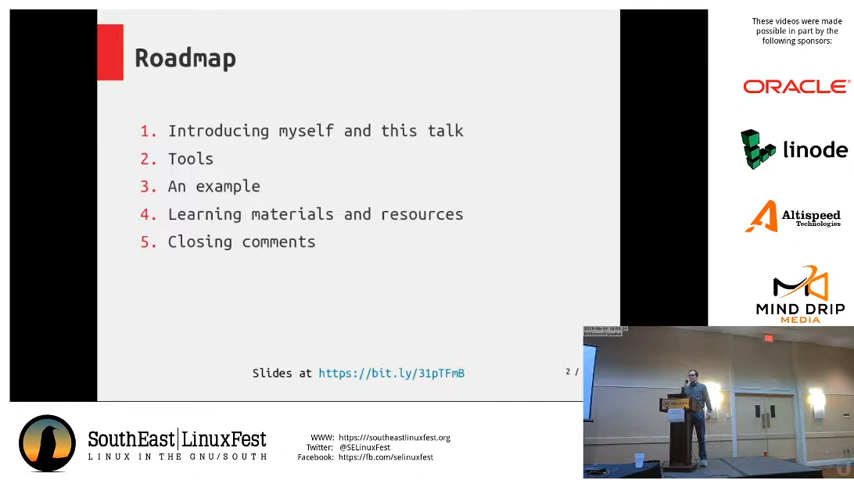 Roadmap
1. Introducing myself and this talk
2. Tools
3. An example
4. Learning materials and resources
5. Closing comments
Slides at https://bit.ly/31pTFmB
2 /
These videos were made
possible in part by the
following sponsors:
ORACLE
linode
Altispeed
Technologies
MIND DRIP
MEDIA
SouthEast|LinuxFest
LINUX IN THE GNU/SOUTH
WWW: https:///southeastlinuxfest.org
Twitter: @SELinuxFest
Facebook: https://fb.com/selinuxfest